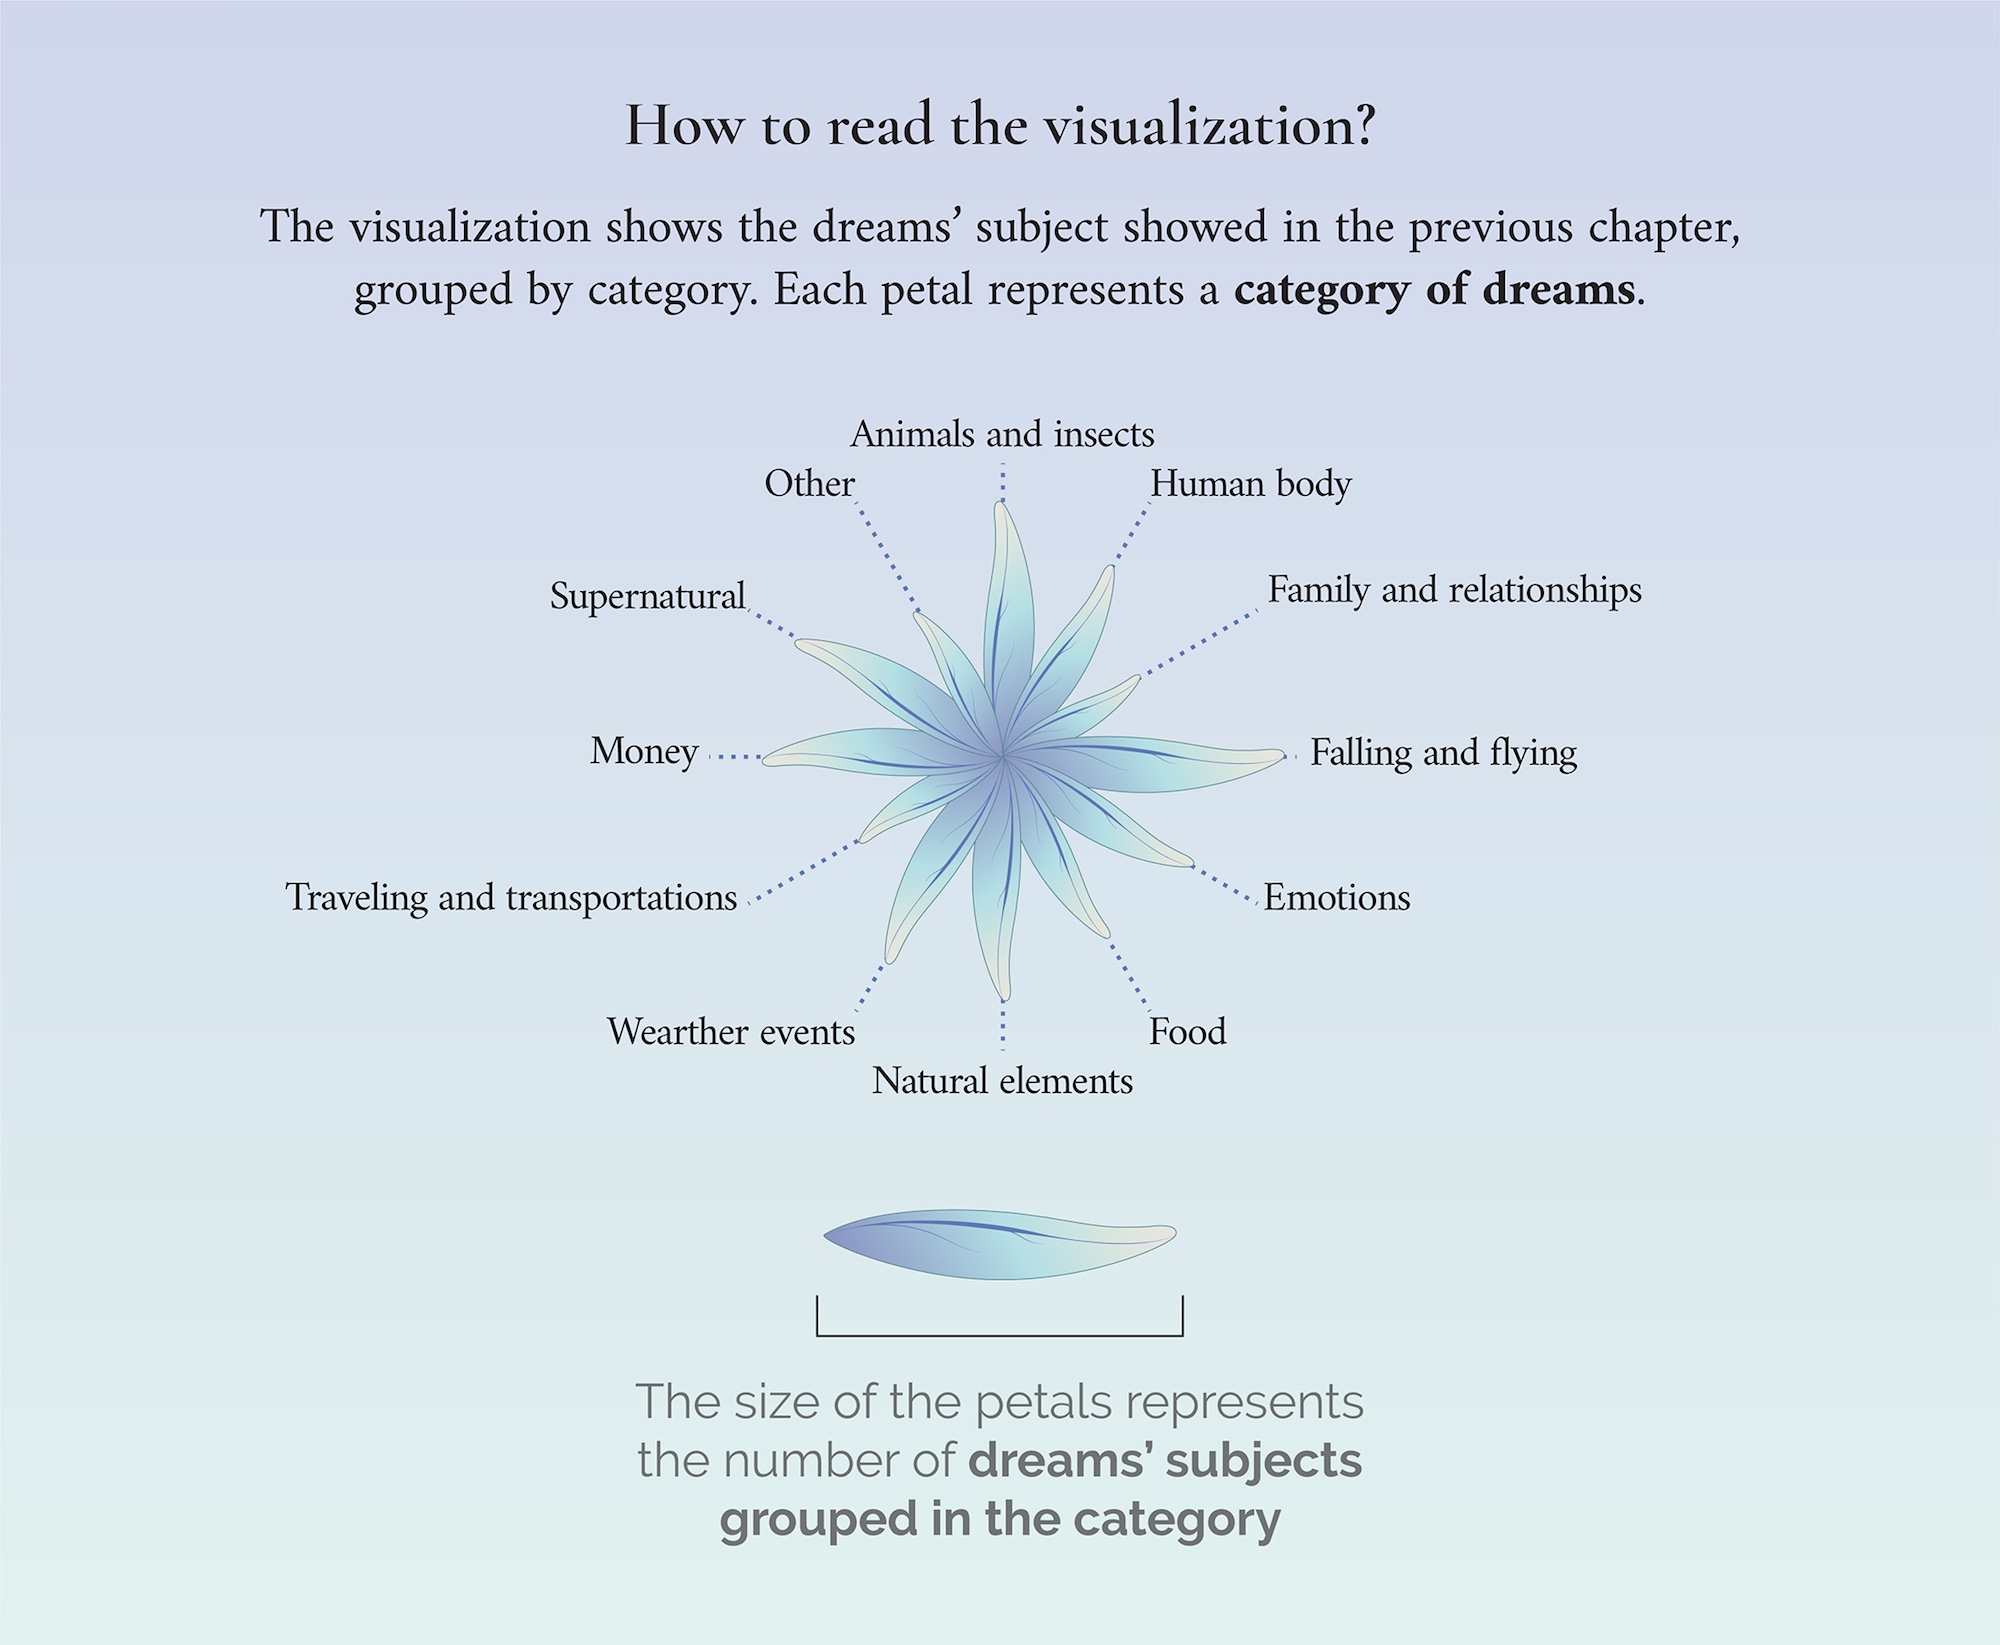 How to read the visualization?
The visualization shows the dreams’ subject showed in the previous chapter,
grouped by category. Each petal represents a category of dreams.
Animals and insects
Other
Human body
Supernatural
Family and relationships
Money
Falling and flying
Traveling and transportations
Emotions
Wearther events
Food
Natural elements
The size of the petals represents
the number of dreams’ subjects
grouped in the category